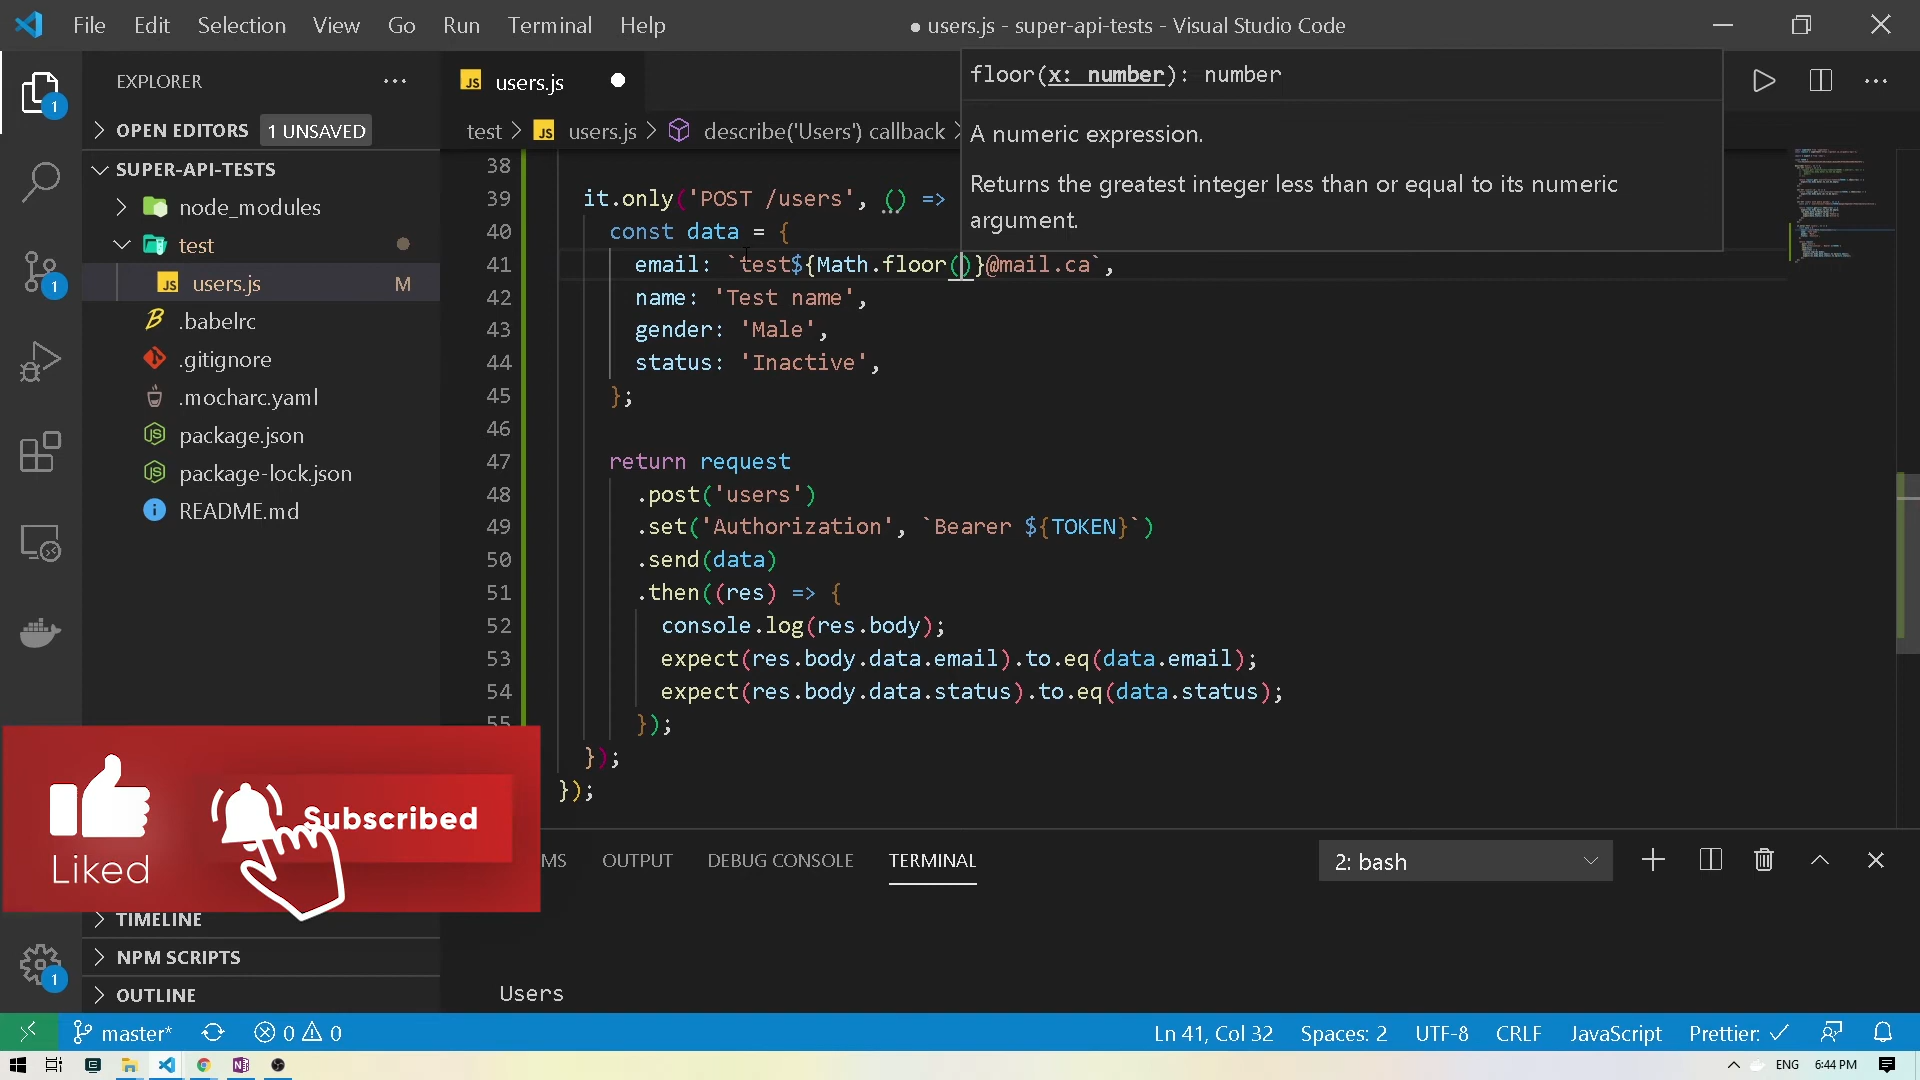 File Edit Selection View Go Run Terminal Help
● users.js - super-api-tests - Visual Studio Code
EXPLORER
OPEN EDITORS 1 UNSAVED
SUPER-API-TESTS
node_modules
test
users.js M
.babelrc
.gitignore
.mocharc.yaml
package.json
package-lock.json
README.md
TIMELINE
NPM SCRIPTS
OUTLINE
1
1
1
JS users.js
test > JS users.js > describe('Users') callback >
floor(x: number): number
A numeric expression.
Returns the greatest integer less than or equal to its numeric
argument.
38
39 it.only('POST /users', () =>
40 const data = {
41 email: `test${Math.floor()}@mail.ca`,
42 name: 'Test name',
43 gender: 'Male',
44 status: 'Inactive',
45 };
46
47 return request
48 .post('users')
49 .set('Authorization', `Bearer ${TOKEN}`)
50 .send(data)
51 .then((res) => {
52 console.log(res.body);
53 expect(res.body.data.email).to.eq(data.email);
54 expect(res.body.data.status).to.eq(data.status);
55 });
});
});
Liked
Subscribed
MS OUTPUT DEBUG CONSOLE TERMINAL
2: bash
Users
master* 0 0
Ln 41, Col 32 Spaces: 2 UTF-8 CRLF JavaScript Prettier: ✓
ENG 6:44 PM